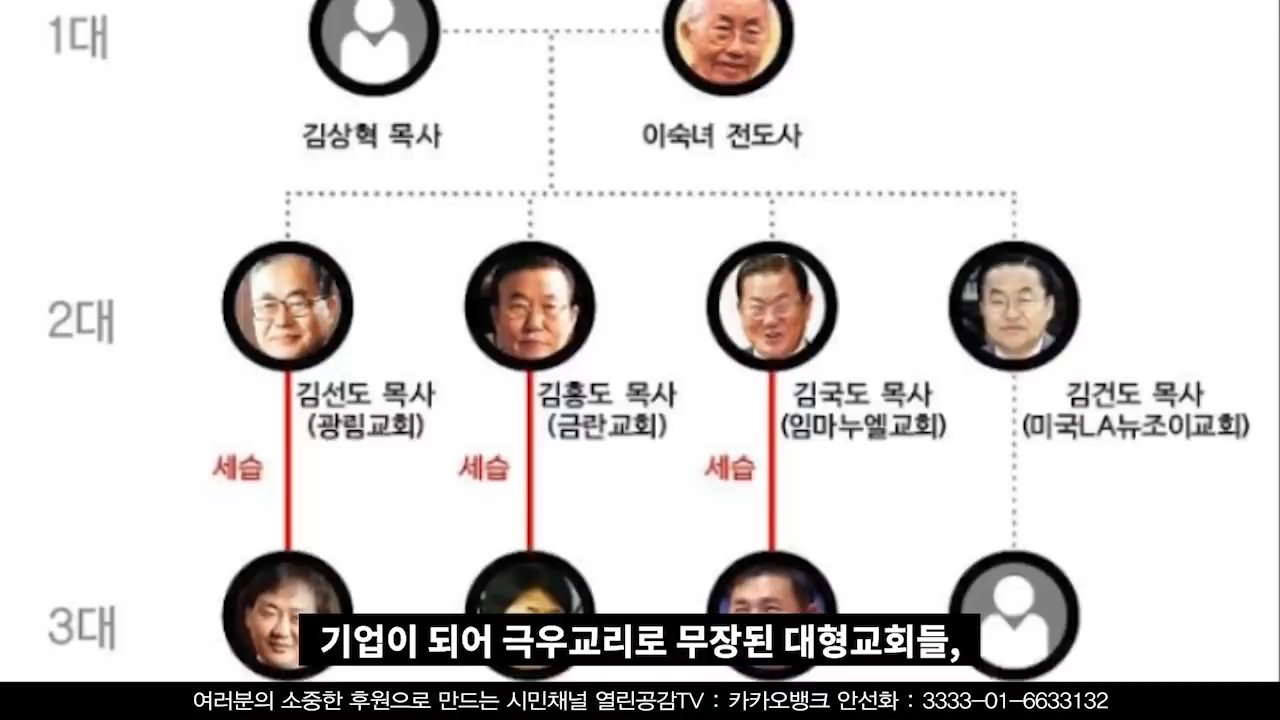 1대
김상혁 목사
이숙녀 전도사
2대
김선도 목사
(광림교회)
김홍도 목사
(금란교회)
김국도 목사
(임마누엘교회)
김건도 목사
(미국LA뉴조이교회)
세습
세습
세습
3대
기업이 되어 극우교리로 무장된 대형교회들,
여러분의 소중한 후원으로 만드는 시민채널 열린공감TV : 카카오뱅크 안선화 : 3333-01-6633132